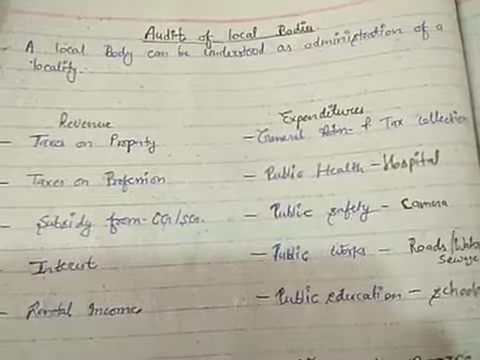 Audit of local Bodies
- A local Body can be understood as administration of a
locality.
Revenue
- Taxes on Property
- Taxes on Profession
- Subsidy from CG/SG.
- Interest
- Rental Income
Expenditures
- General Adm. & Tax collection
- Public Health - Hospital
- Public safety - Camera
- Public Works - Roads/Water
Sewage
- Public education - school